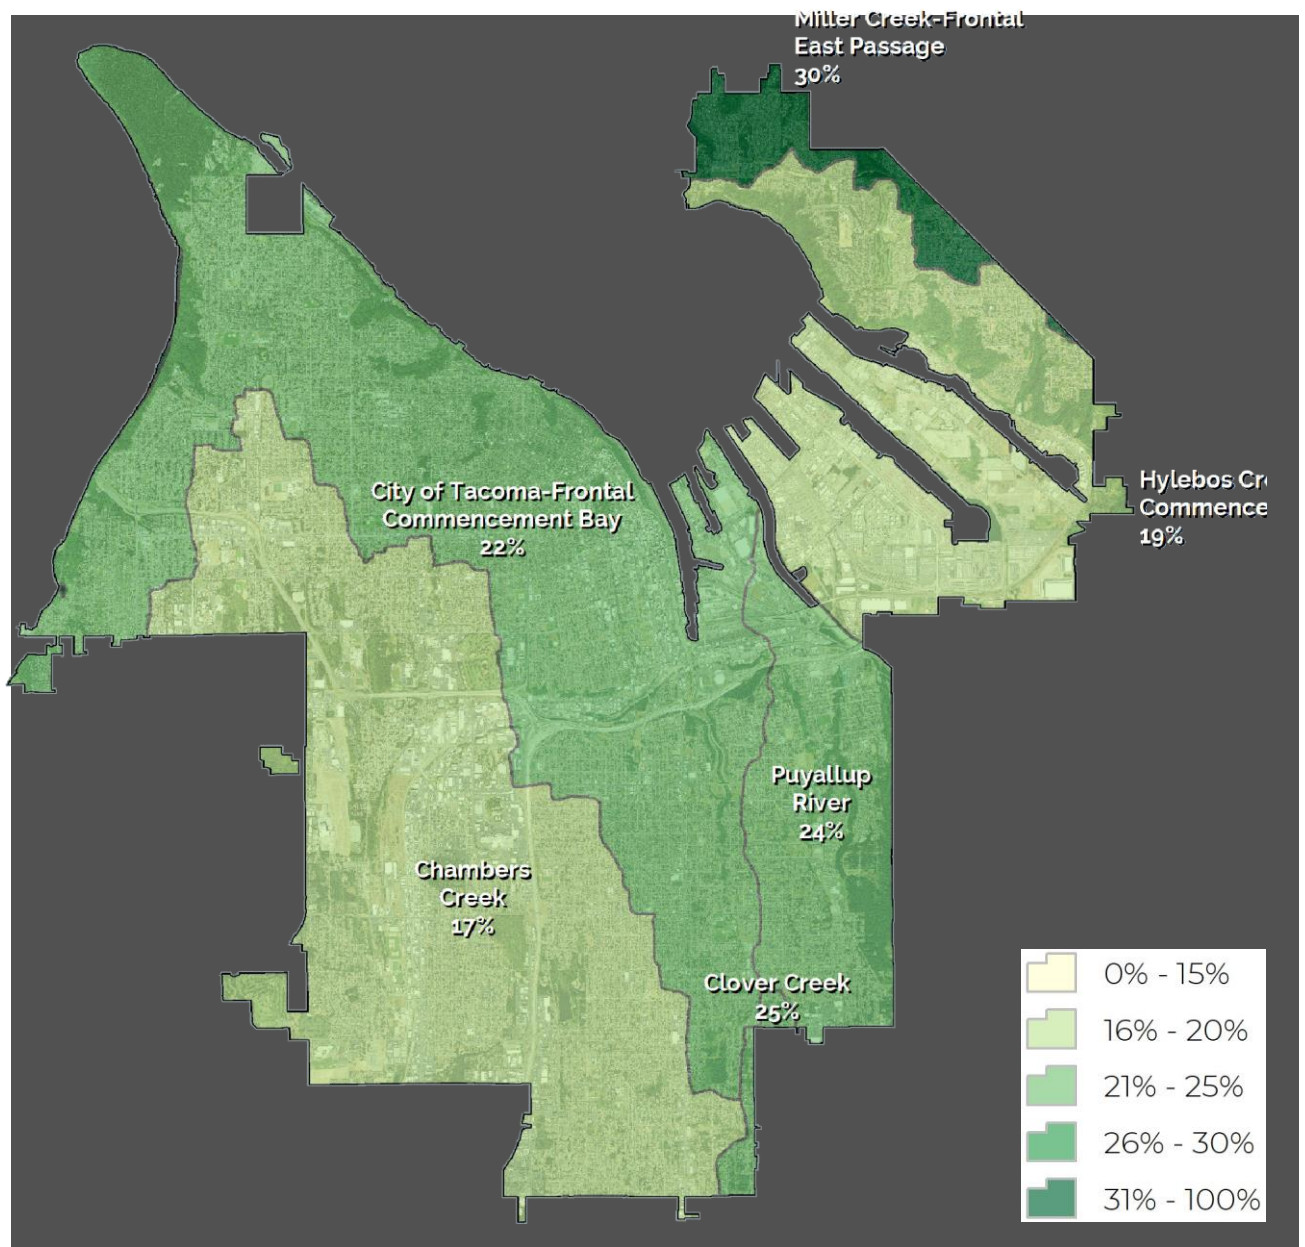 Miller Creek-Frontal
East Passage
30%
City of Tacoma-Frontal
Commencement Bay
22%
Hylebos Cr
Commence
19%
Puyallup
River
24%
Chambers
Creek
17%
Clover Creek
25%
0% - 15%
16% - 20%
21% - 25%
26% - 30%
31% - 100%